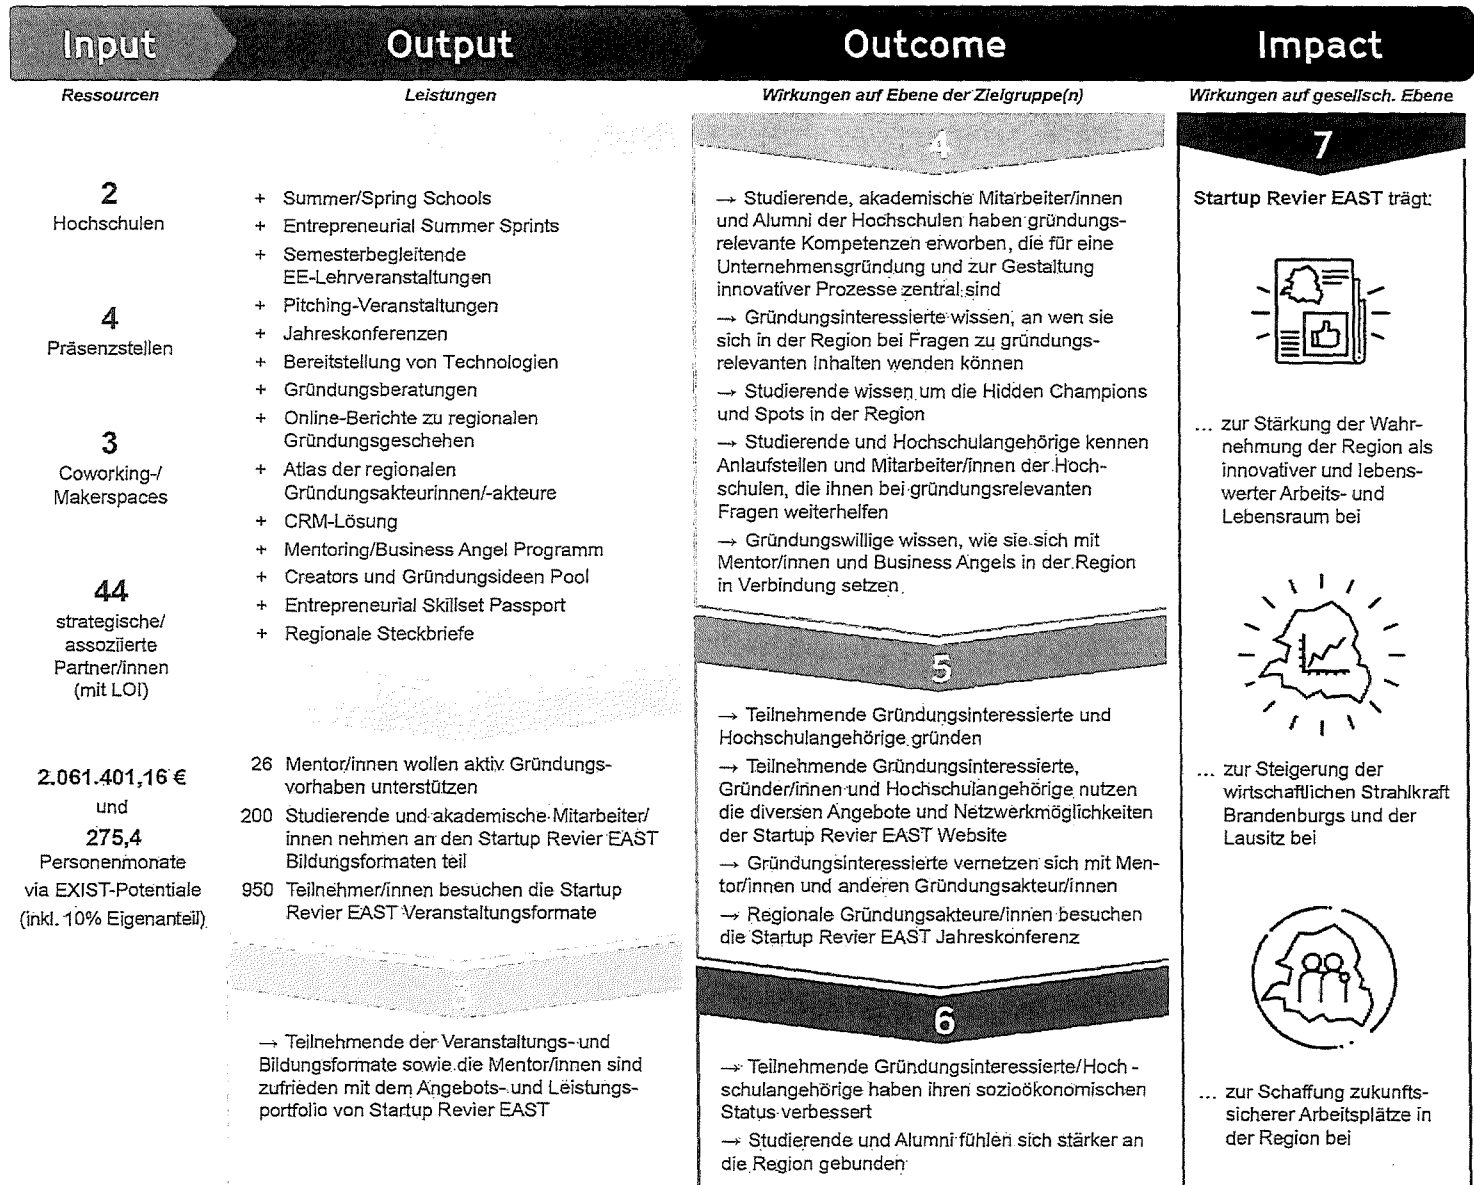 Input
Output
Outcome
Impact
Ressourcen
Leistungen
Wirkungen auf Ebene der Zielgruppe(n)
Wirkungen auf gesellsch. Ebene
2
Hochschulen
4
Präsenzstellen
3
Coworking-/
Makerspaces
44
strategische/
assoziierte
Partner/innen
(mit LOI)
2.061.401,16 €
und
275,4
Personenmonate
via EXIST-Potentiale
(inkl. 10% Eigenanteil)
+ Summer/Spring Schools
+ Entrepreneurial Summer Sprints
+ Semesterbegleitende
EE-Lehrveranstaltungen
+ Pitching-Veranstaltungen
+ Jahreskonferenzen
+ Bereitstellung von Technologien
+ Gründungsberatungen
+ Online-Berichte zu regionalen
Gründungsgeschehen
+ Atlas der regionalen
Gründungsakteurinnen/-akteure
+ CRM-Lösung
+ Mentoring/Business Angel Programm
+ Creators und Gründungsideen Pool
+ Entrepreneurial Skillset Passport
+ Regionale Steckbriefe
26 Mentor/innen wollen aktiv Gründungs-
vorhaben unterstützen
200 Studierende und akademische Mitarbeiter/
innen nehmen an den Startup Revier EAST
Bildungsformaten teil
950 Teilnehmer/innen besuchen die Startup
Revier EAST Veranstaltungsformate
→ Teilnehmende der Veranstaltungs- und
Bildungsformate sowie die Mentor/innen sind
zufrieden mit dem Angebots- und Leistungs-
portfolio von Startup Revier EAST
4
→ Studierende, akademische Mitarbeiter/innen
und Alumni der Hochschulen haben gründungs-
relevante Kompetenzen erworben, die für eine
Unternehmensgründung und zur Gestaltung
innovativer Prozesse zentral sind
→ Gründungsinteressierte wissen, an wen sie
sich in der Region bei Fragen zu gründungs-
relevanten Inhalten wenden können
→ Studierende wissen um die Hidden Champions
und Spots in der Region
→ Studierende und Hochschulangehörige kennen
Anlaufstellen und Mitarbeiter/innen der Hoch-
schulen, die ihnen bei gründungsrelevanten
Fragen weiterhelfen
→ Gründungswillige wissen, wie sie sich mit
Mentor/innen und Business Angels in der Region
in Verbindung setzen
5
→ Teilnehmende Gründungsinteressierte und
Hochschulangehörige gründen
→ Teilnehmende Gründungsinteressierte,
Gründer/innen und Hochschulangehörige nutzen
die diversen Angebote und Netzwerkmöglichkeiten
der Startup Revier EAST Website
→ Gründungsinteressierte vernetzen sich mit Men-
tor/innen und anderen Gründungsakteur/innen
→ Regionale Gründungsakteure/innen besuchen
die Startup Revier EAST Jahreskonferenz
6
→ Teilnehmende Gründungsinteressierte/Hoch -
schulangehörige haben ihren sozioökonomischen
Status verbessert
→ Studierende und Alumni fühlen sich stärker an
die Region gebunden
7
Startup Revier EAST trägt:
... zur Stärkung der Wahr-
nehmung der Region als
innovativer und lebens-
werter Arbeits- und
Lebensraum bei
... zur Steigerung der
wirtschaftlichen Strahlkraft
Brandenburgs und der
Lausitz bei
... zur Schaffung zukunfts-
sicherer Arbeitsplätze in
der Region bei